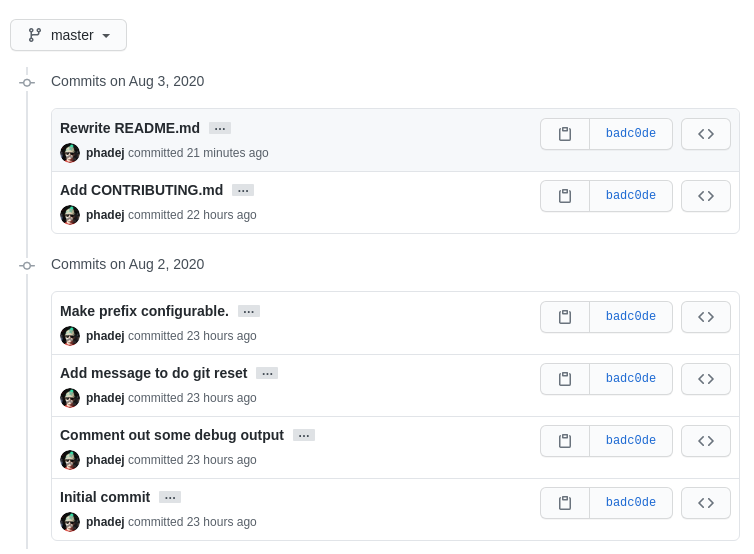 master
Commits on Aug 3, 2020
Rewrite README.md …
phadej committed 21 minutes ago
badc0de
Add CONTRIBUTING.md …
phadej committed 22 hours ago
badc0de
Commits on Aug 2, 2020
Make prefix configurable. …
phadej committed 23 hours ago
badc0de
Add message to do git reset …
phadej committed 23 hours ago
badc0de
Comment out some debug output …
phadej committed 23 hours ago
badc0de
Initial commit …
phadej committed 23 hours ago
badc0de